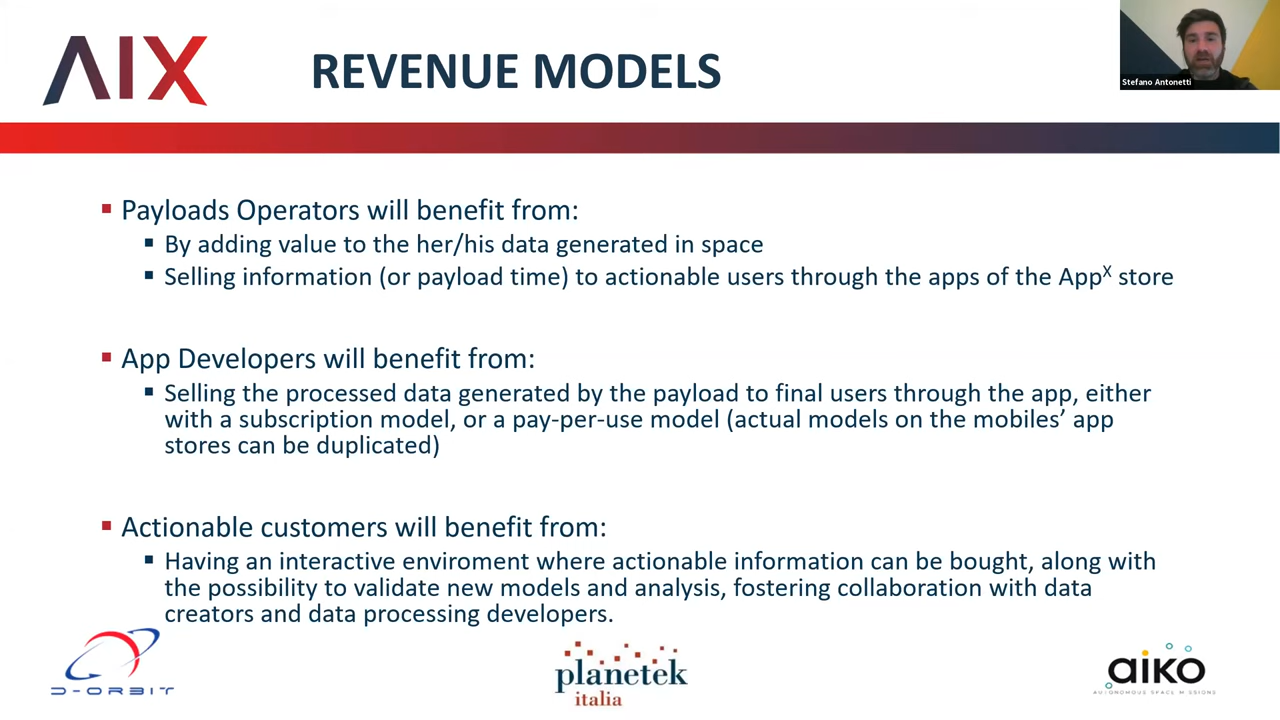 AIX
REVENUE MODELS
Stefano Antonetti
▪ Payloads Operators will benefit from:
▪ By adding value to the her/his data generated in space
▪ Selling information (or payload time) to actionable users through the apps of the Appˣ store
▪ App Developers will benefit from:
▪ Selling the processed data generated by the payload to final users through the app, either
with a subscription model, or a pay-per-use model (actual models on the mobiles’ app
stores can be duplicated)
▪ Actionable customers will benefit from:
▪ Having an interactive enviroment where actionable information can be bought, along with
the possibility to validate new models and analysis, fostering collaboration with data
creators and data processing developers.
D-ORBIT
planetek
italia
aiko
AUTONOMOUS SPACE MISSIONS